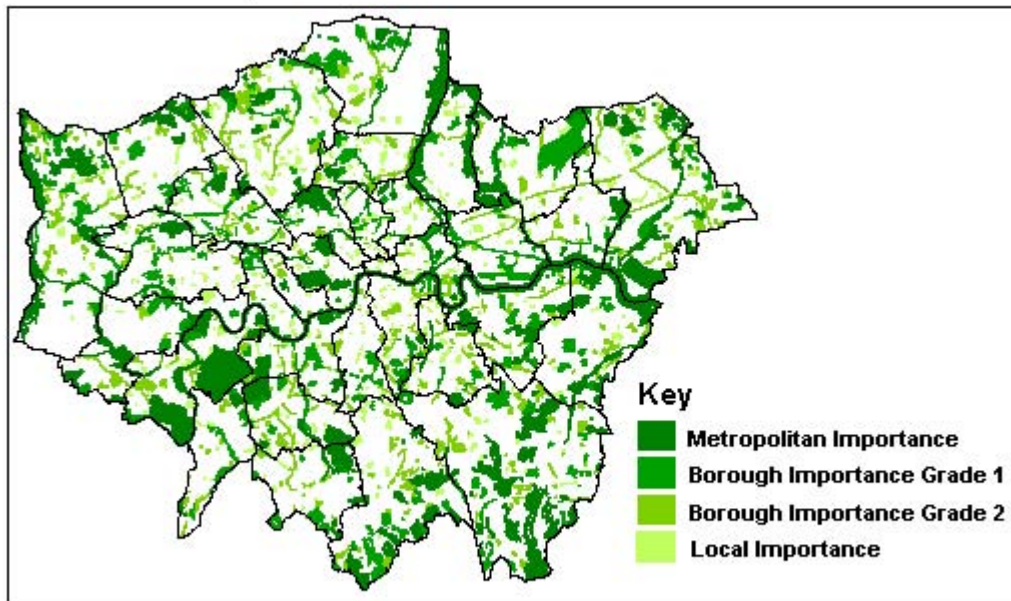 Key
Metropolitan Importance
Borough Importance Grade 1
Borough Importance Grade 2
Local Importance